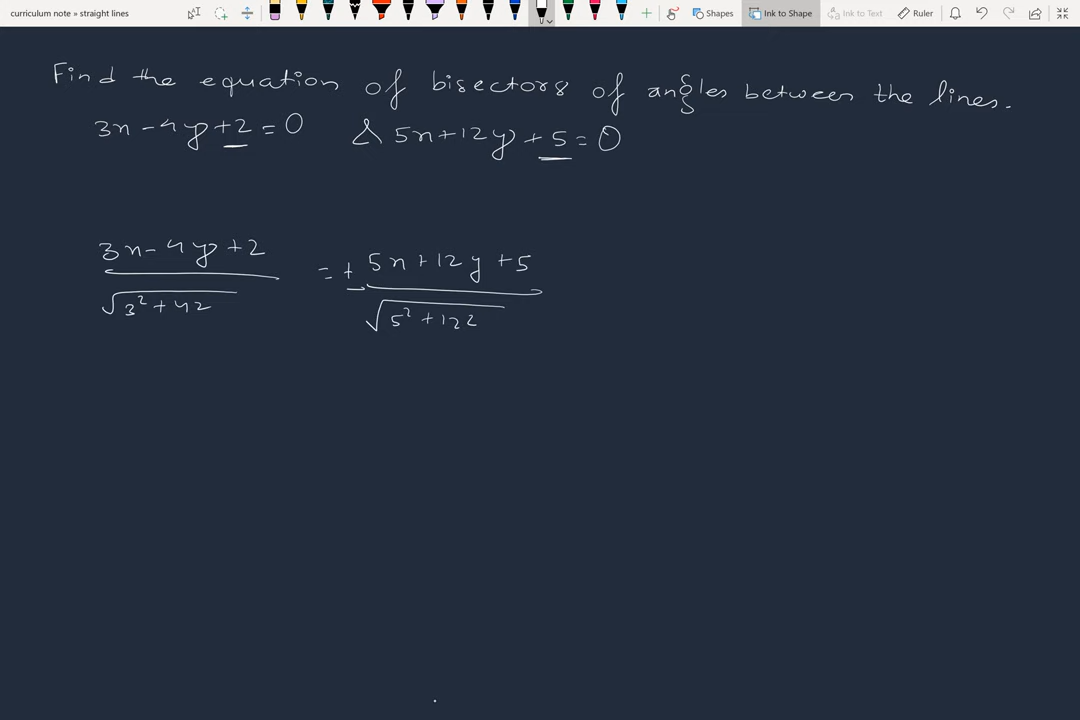 curriculum note » straight lines
Shapes
Ink to Shape
Ink to Text
Ruler
Find the equation of bisectors of angles between the lines.
3x - 4y + 2 = 0 & 5x + 12y + 5 = 0
3x - 4y + 2 / √3² + 42 = ± 5x + 12y + 5 / √5² + 122